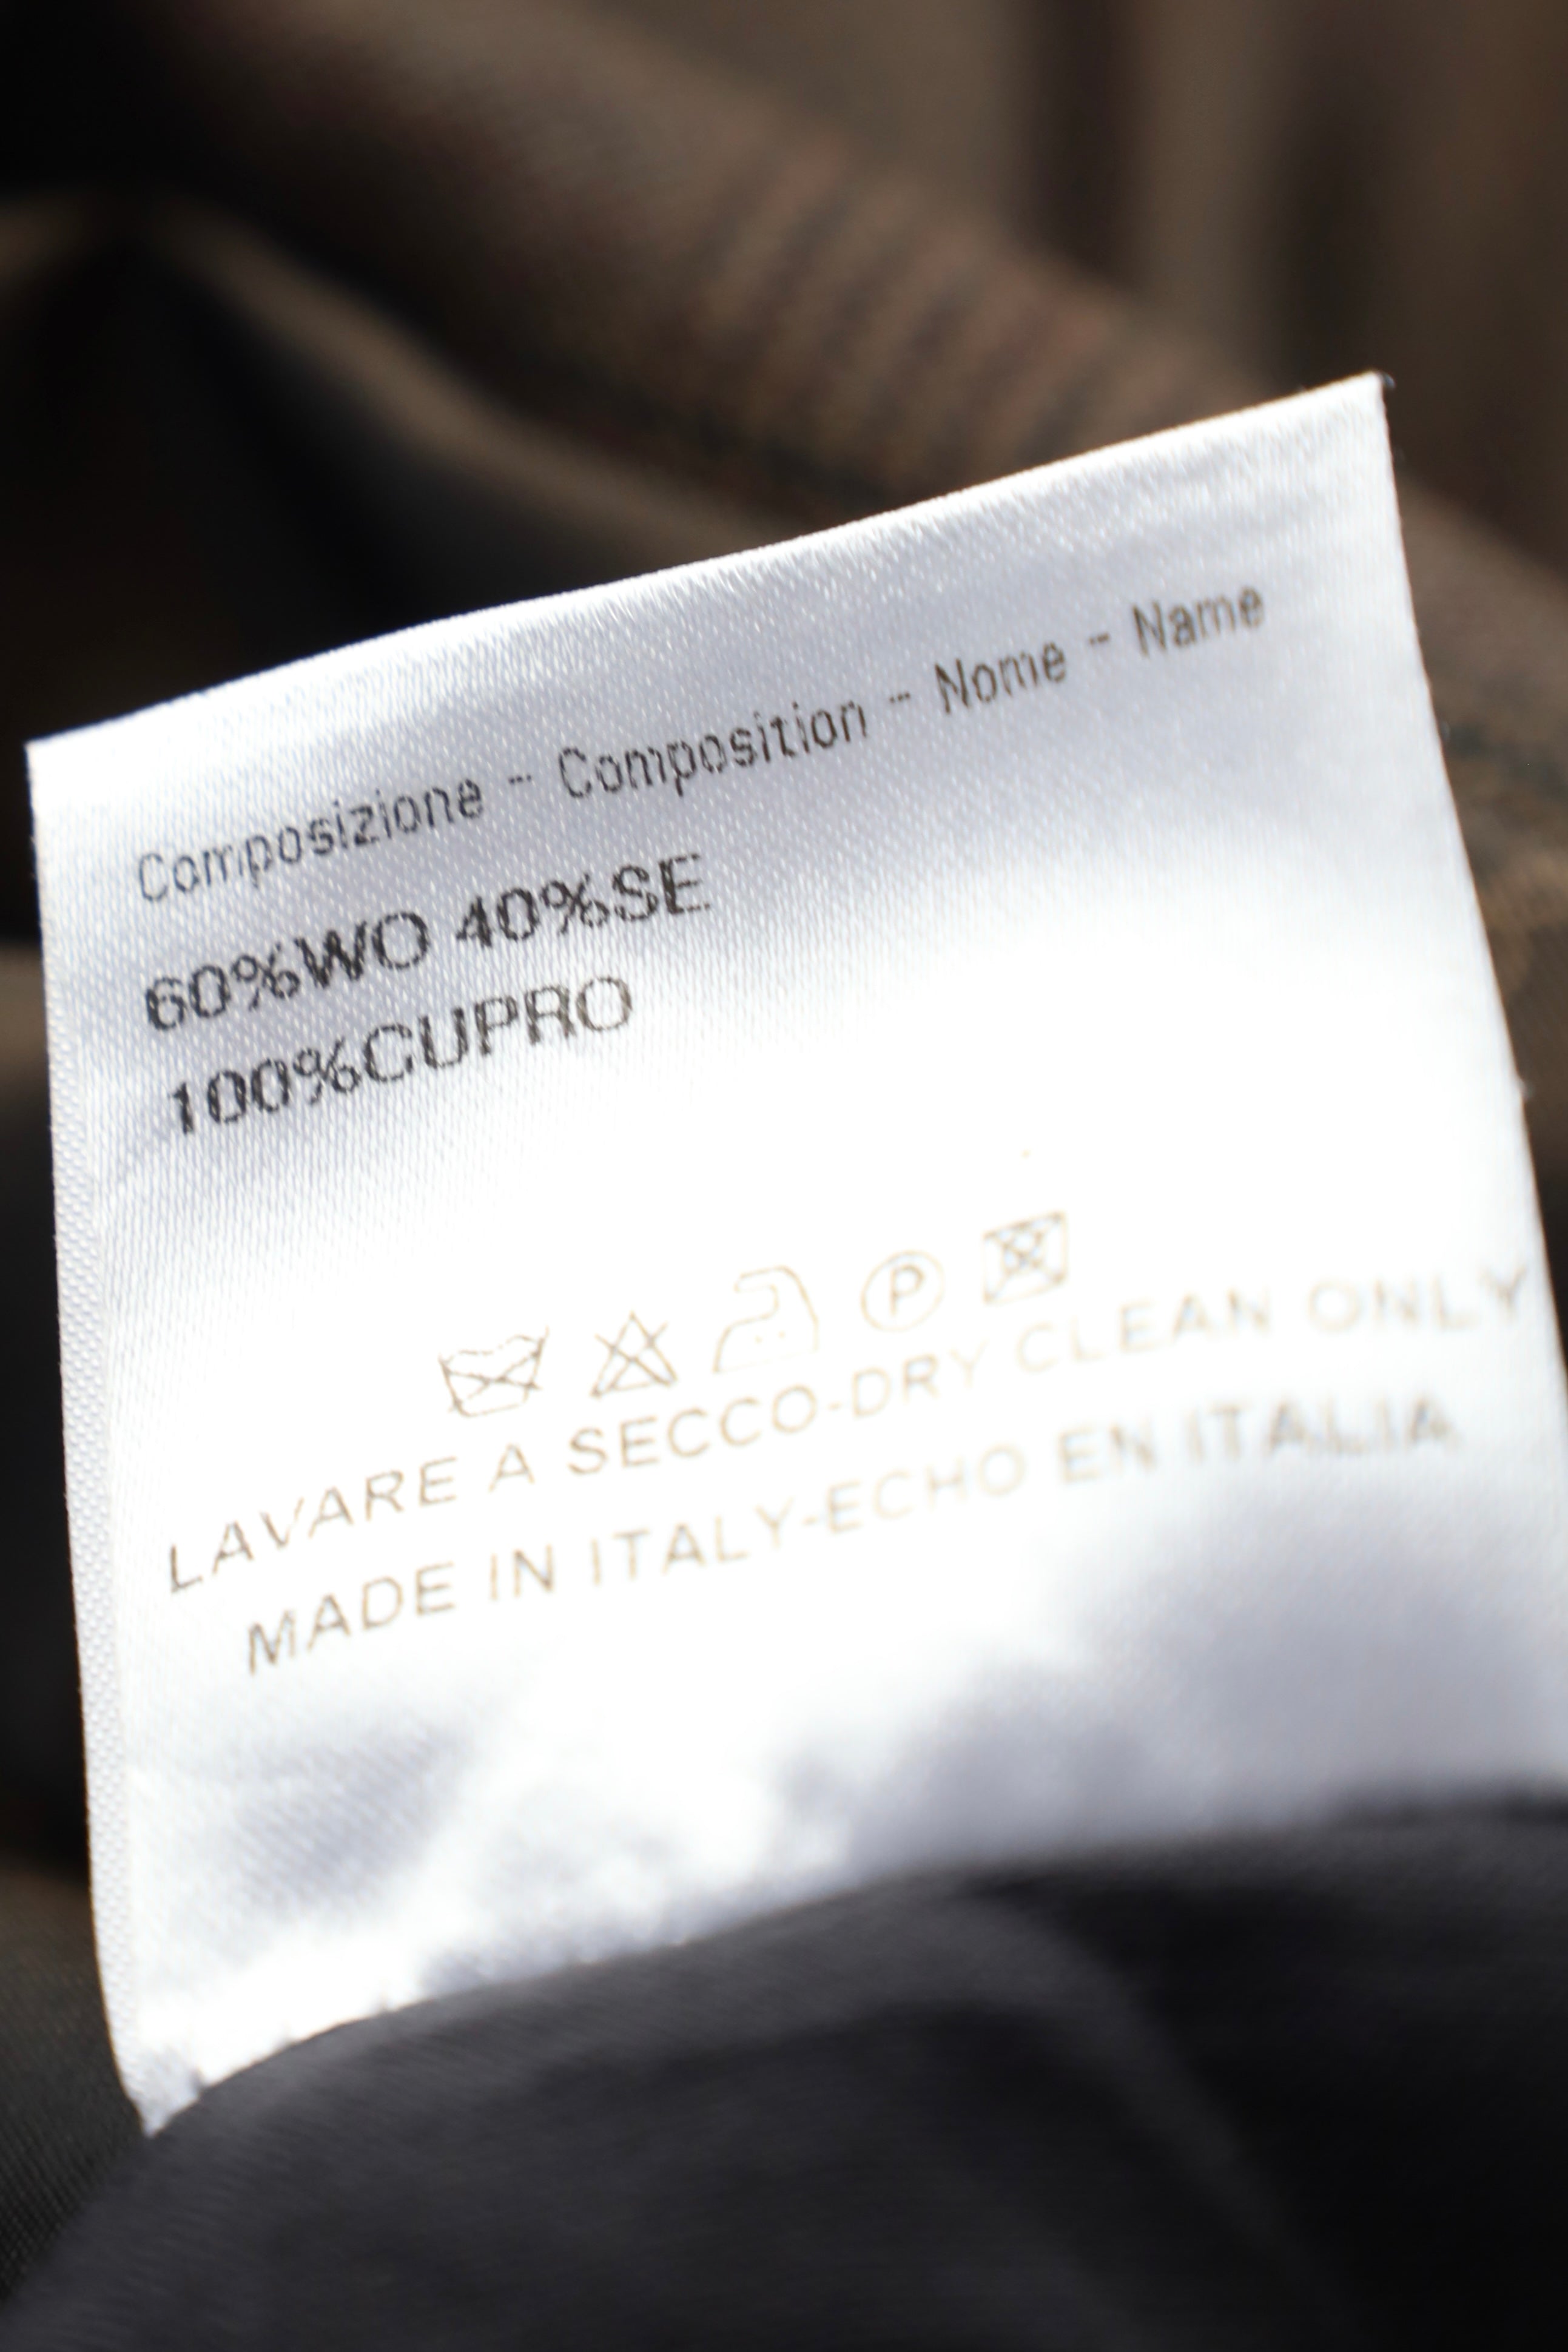 Composizione - Composition - Nome - Name
60%WO 40%SE
100%CUPRO
P
LAVARE A SECCO-DRY CLEAN ONLY
MADE IN ITALY-ECHO EN ITALIA